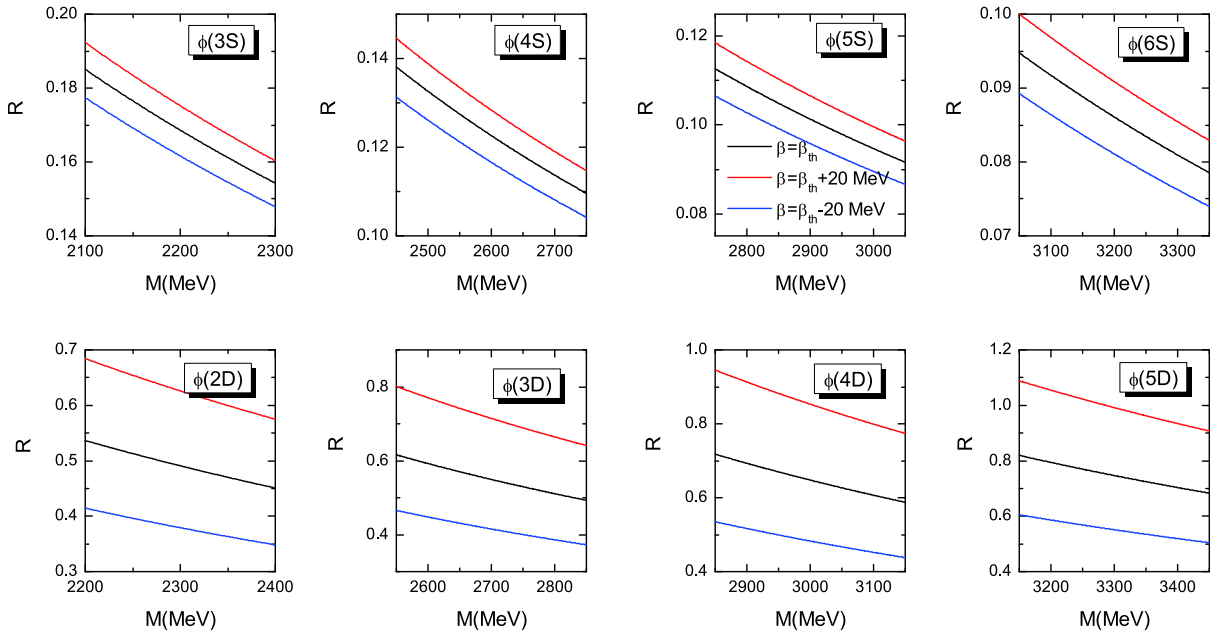 ϕ(3S)
R
0.20
0.18
0.16
0.14
2100 2200 2300
M(MeV)
ϕ(4S)
R
0.14
0.12
0.10
2500 2600 2700
M(MeV)
ϕ(5S)
R
0.12
0.10
0.08
2800 2900 3000
M(MeV)
β=β_th
β=β_th+20 MeV
β=β_th-20 MeV
ϕ(6S)
R
0.10
0.09
0.08
0.07
3100 3200 3300
M(MeV)
ϕ(2D)
R
0.7
0.6
0.5
0.4
0.3
2200 2300 2400
M(MeV)
ϕ(3D)
R
0.8
0.6
0.4
2600 2700 2800
M(MeV)
ϕ(4D)
R
1.0
0.8
0.6
0.4
2900 3000 3100
M(MeV)
ϕ(5D)
R
1.2
1.0
0.8
0.6
0.4
3200 3300 3400
M(MeV)